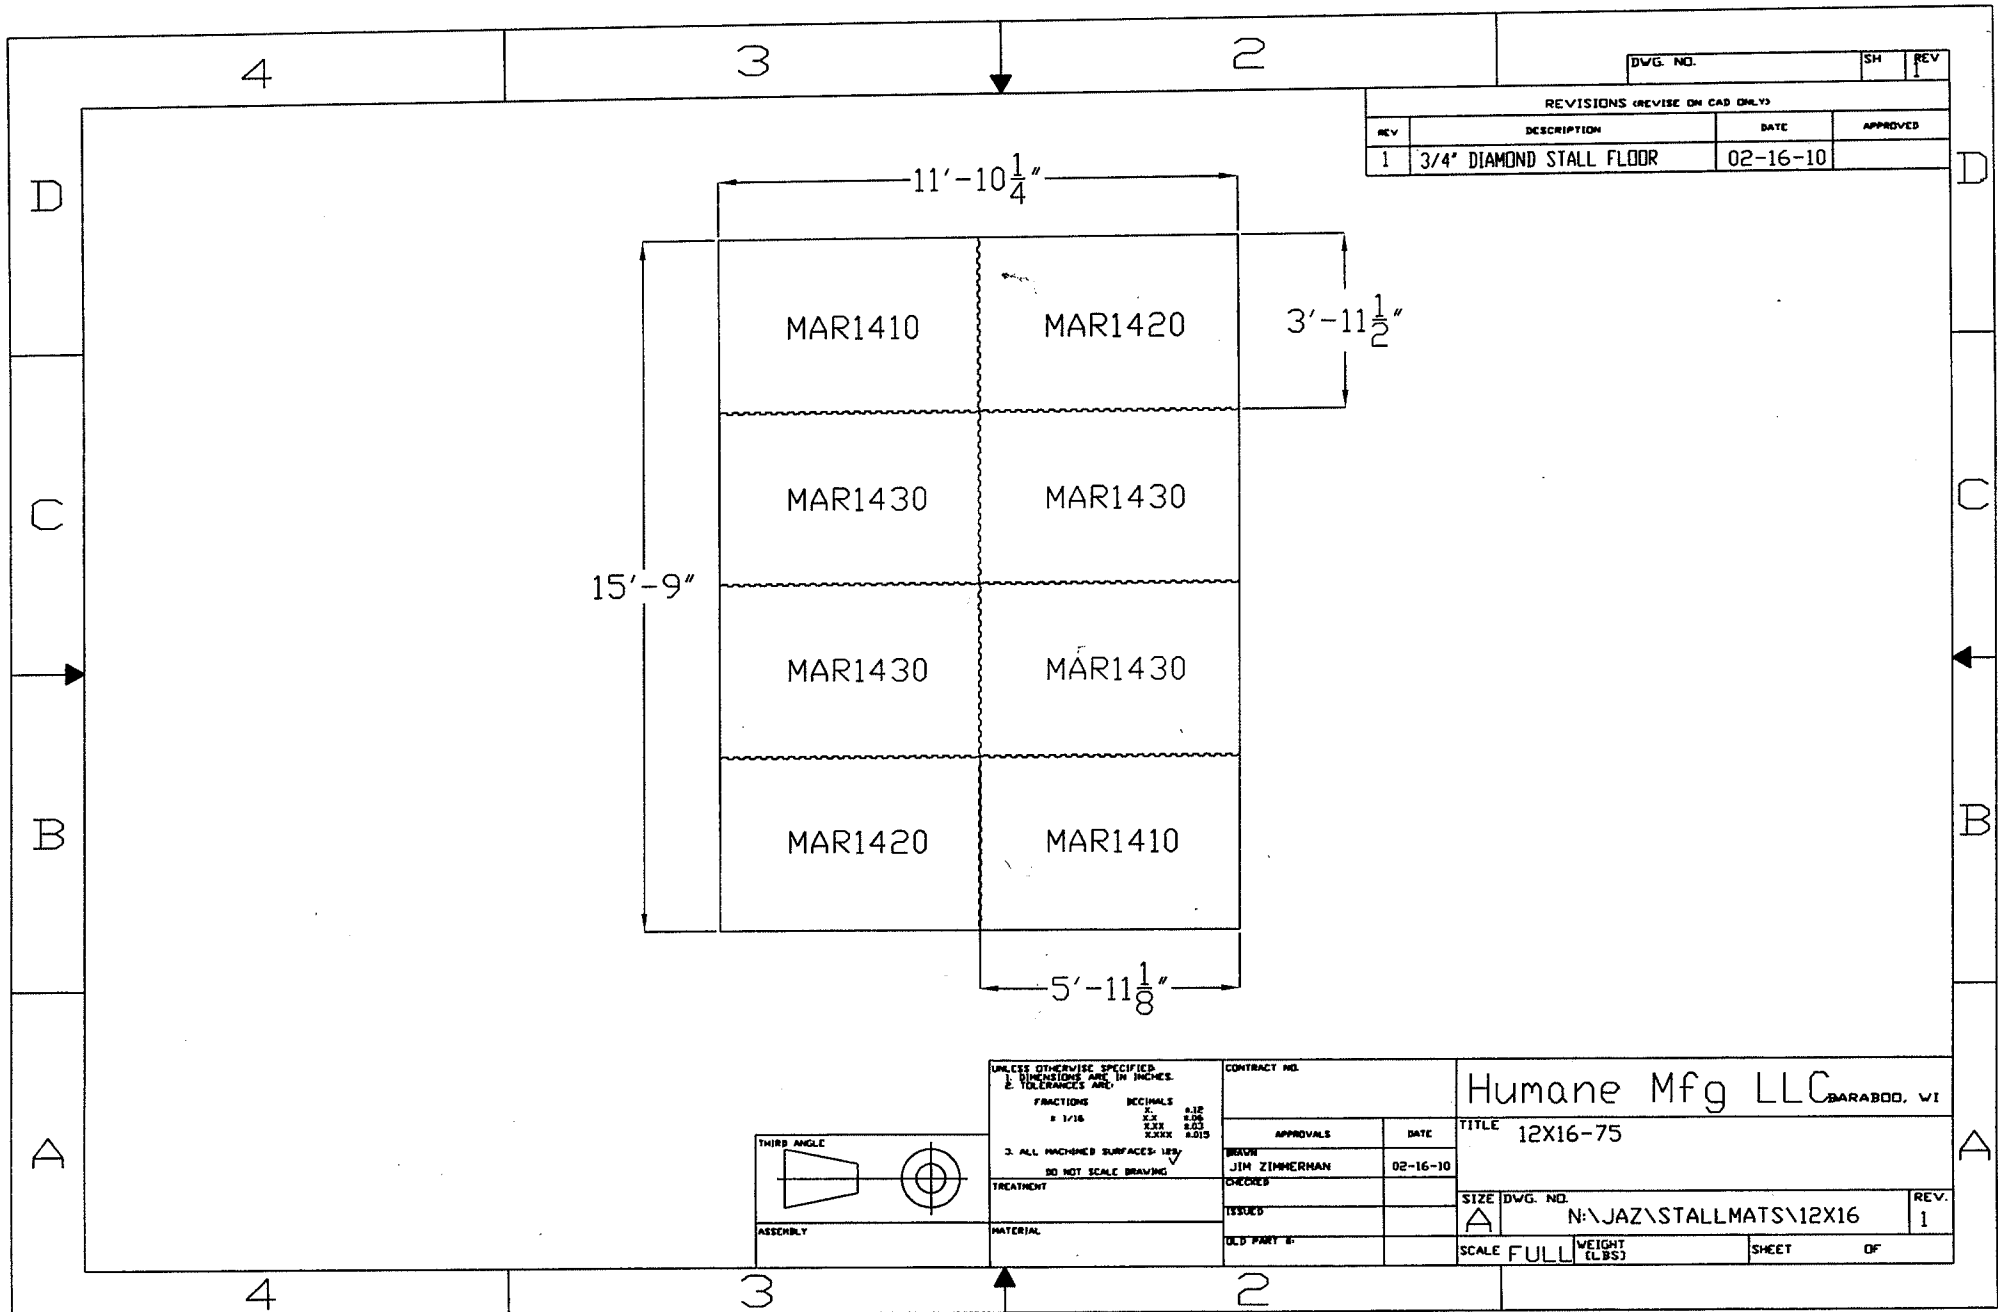 4 3 2
DWG. NO. SH REV
1
REVISIONS (REVISE ON CAD ONLY)
REV DESCRIPTION DATE APPROVED
1 3/4" DIAMOND STALL FLOOR 02-16-10
D D
11'-10 1/4"
MAR1410 MAR1420
3'-11 1/2"
C C
MAR1430 MAR1430
15'-9"
MAR1430 MAR1430
B B
MAR1420 MAR1410
5'-11 1/8"
A A
THIRD ANGLE
ASSEMBLY
UNLESS OTHERWISE SPECIFIED
1. DIMENSIONS ARE IN INCHES.
2. TOLERANCES ARE:
FRACTIONS DECIMALS
± 1/16 X. ±.12
X.X ±.06
X.XX ±.03
X.XXX ±.015
3. ALL MACHINED SURFACES:
DO NOT SCALE DRAWING
TREATMENT
MATERIAL
CONTRACT NO.
APPROVALS DATE
DRAWN
JIM ZIMMERMAN 02-16-10
CHECKED
ISSUED
OLD PART #:
Humane Mfg LLC BARABOO, WI
TITLE 12X16-75
SIZE DWG. NO. REV.
A N:\JAZ\STALLMATS\12X16 1
SCALE FULL WEIGHT (LBS) SHEET OF
4 3 2